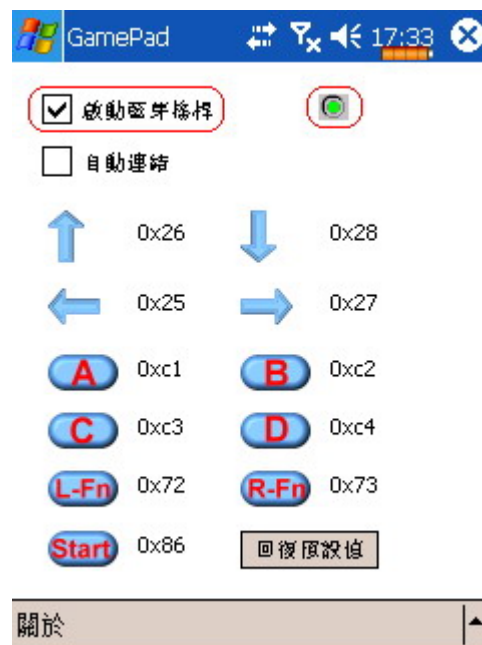 GamePad 17:33
啟動藍芽搖桿
自動連結
0x26 0x28
0x25 0x27
A 0xc1 B 0xc2
C 0xc3 D 0xc4
L-Fn 0x72 R-Fn 0x73
Start 0x86 回復原設值
關於